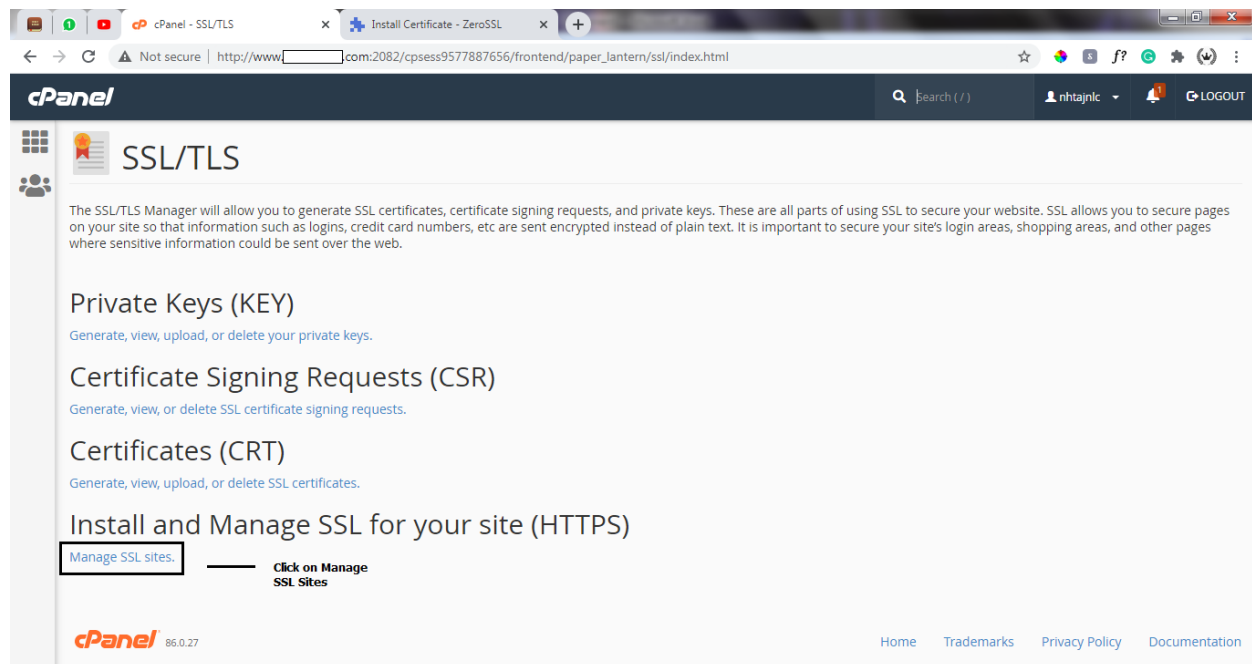 cPanel - SSL/TLS
Install Certificate - ZeroSSL
Not secure | http://www. .com:2082/cpsess9577887656/frontend/paper_lantern/ssl/index.html
f?
cPanel
Search ( / )
nhtajnlc
1
LOGOUT
SSL/TLS
The SSL/TLS Manager will allow you to generate SSL certificates, certificate signing requests, and private keys. These are all parts of using SSL to secure your website. SSL allows you to secure pages
on your site so that information such as logins, credit card numbers, etc are sent encrypted instead of plain text. It is important to secure your site's login areas, shopping areas, and other pages
where sensitive information could be sent over the web.
Private Keys (KEY)
Generate, view, upload, or delete your private keys.
Certificate Signing Requests (CSR)
Generate, view, or delete SSL certificate signing requests.
Certificates (CRT)
Generate, view, upload, or delete SSL certificates.
Install and Manage SSL for your site (HTTPS)
Manage SSL sites.
Click on Manage
SSL Sites
cPanel 86.0.27
Home Trademarks Privacy Policy Documentation